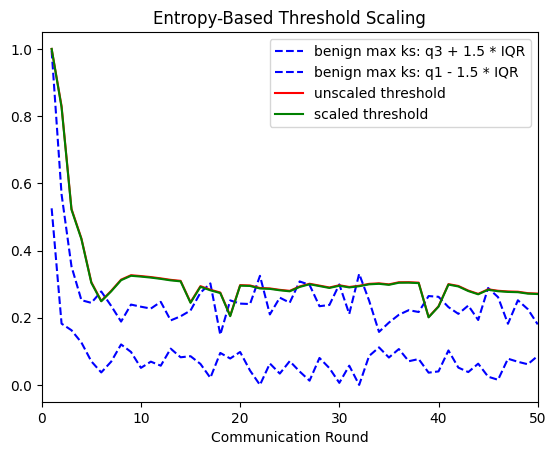 Entropy-Based Threshold Scaling
benign max ks: q3 + 1.5 * IQR
benign max ks: q1 - 1.5 * IQR
unscaled threshold
scaled threshold
1.0
0.8
0.6
0.4
0.2
0.0
0 10 20 30 40 50
Communication Round